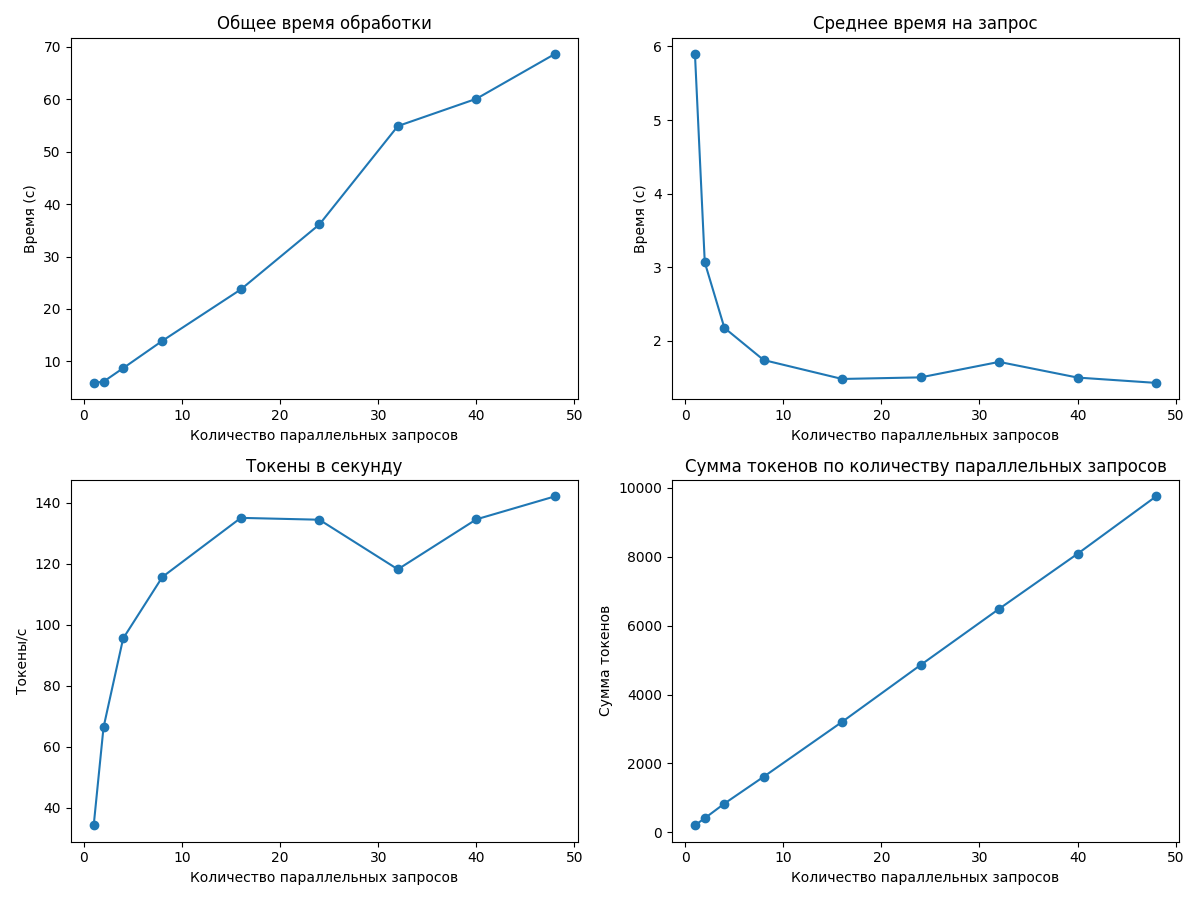 Общее время обработки
Время (с)
70
60
50
40
30
20
10
0 10 20 30 40 50
Количество параллельных запросов
Среднее время на запрос
Время (с)
6
5
4
3
2
0 10 20 30 40 50
Количество параллельных запросов
Токены в секунду
Токены/с
140
120
100
80
60
40
0 10 20 30 40 50
Количество параллельных запросов
Сумма токенов по количеству параллельных запросов
Сумма токенов
10000
8000
6000
4000
2000
0
0 10 20 30 40 50
Количество параллельных запросов